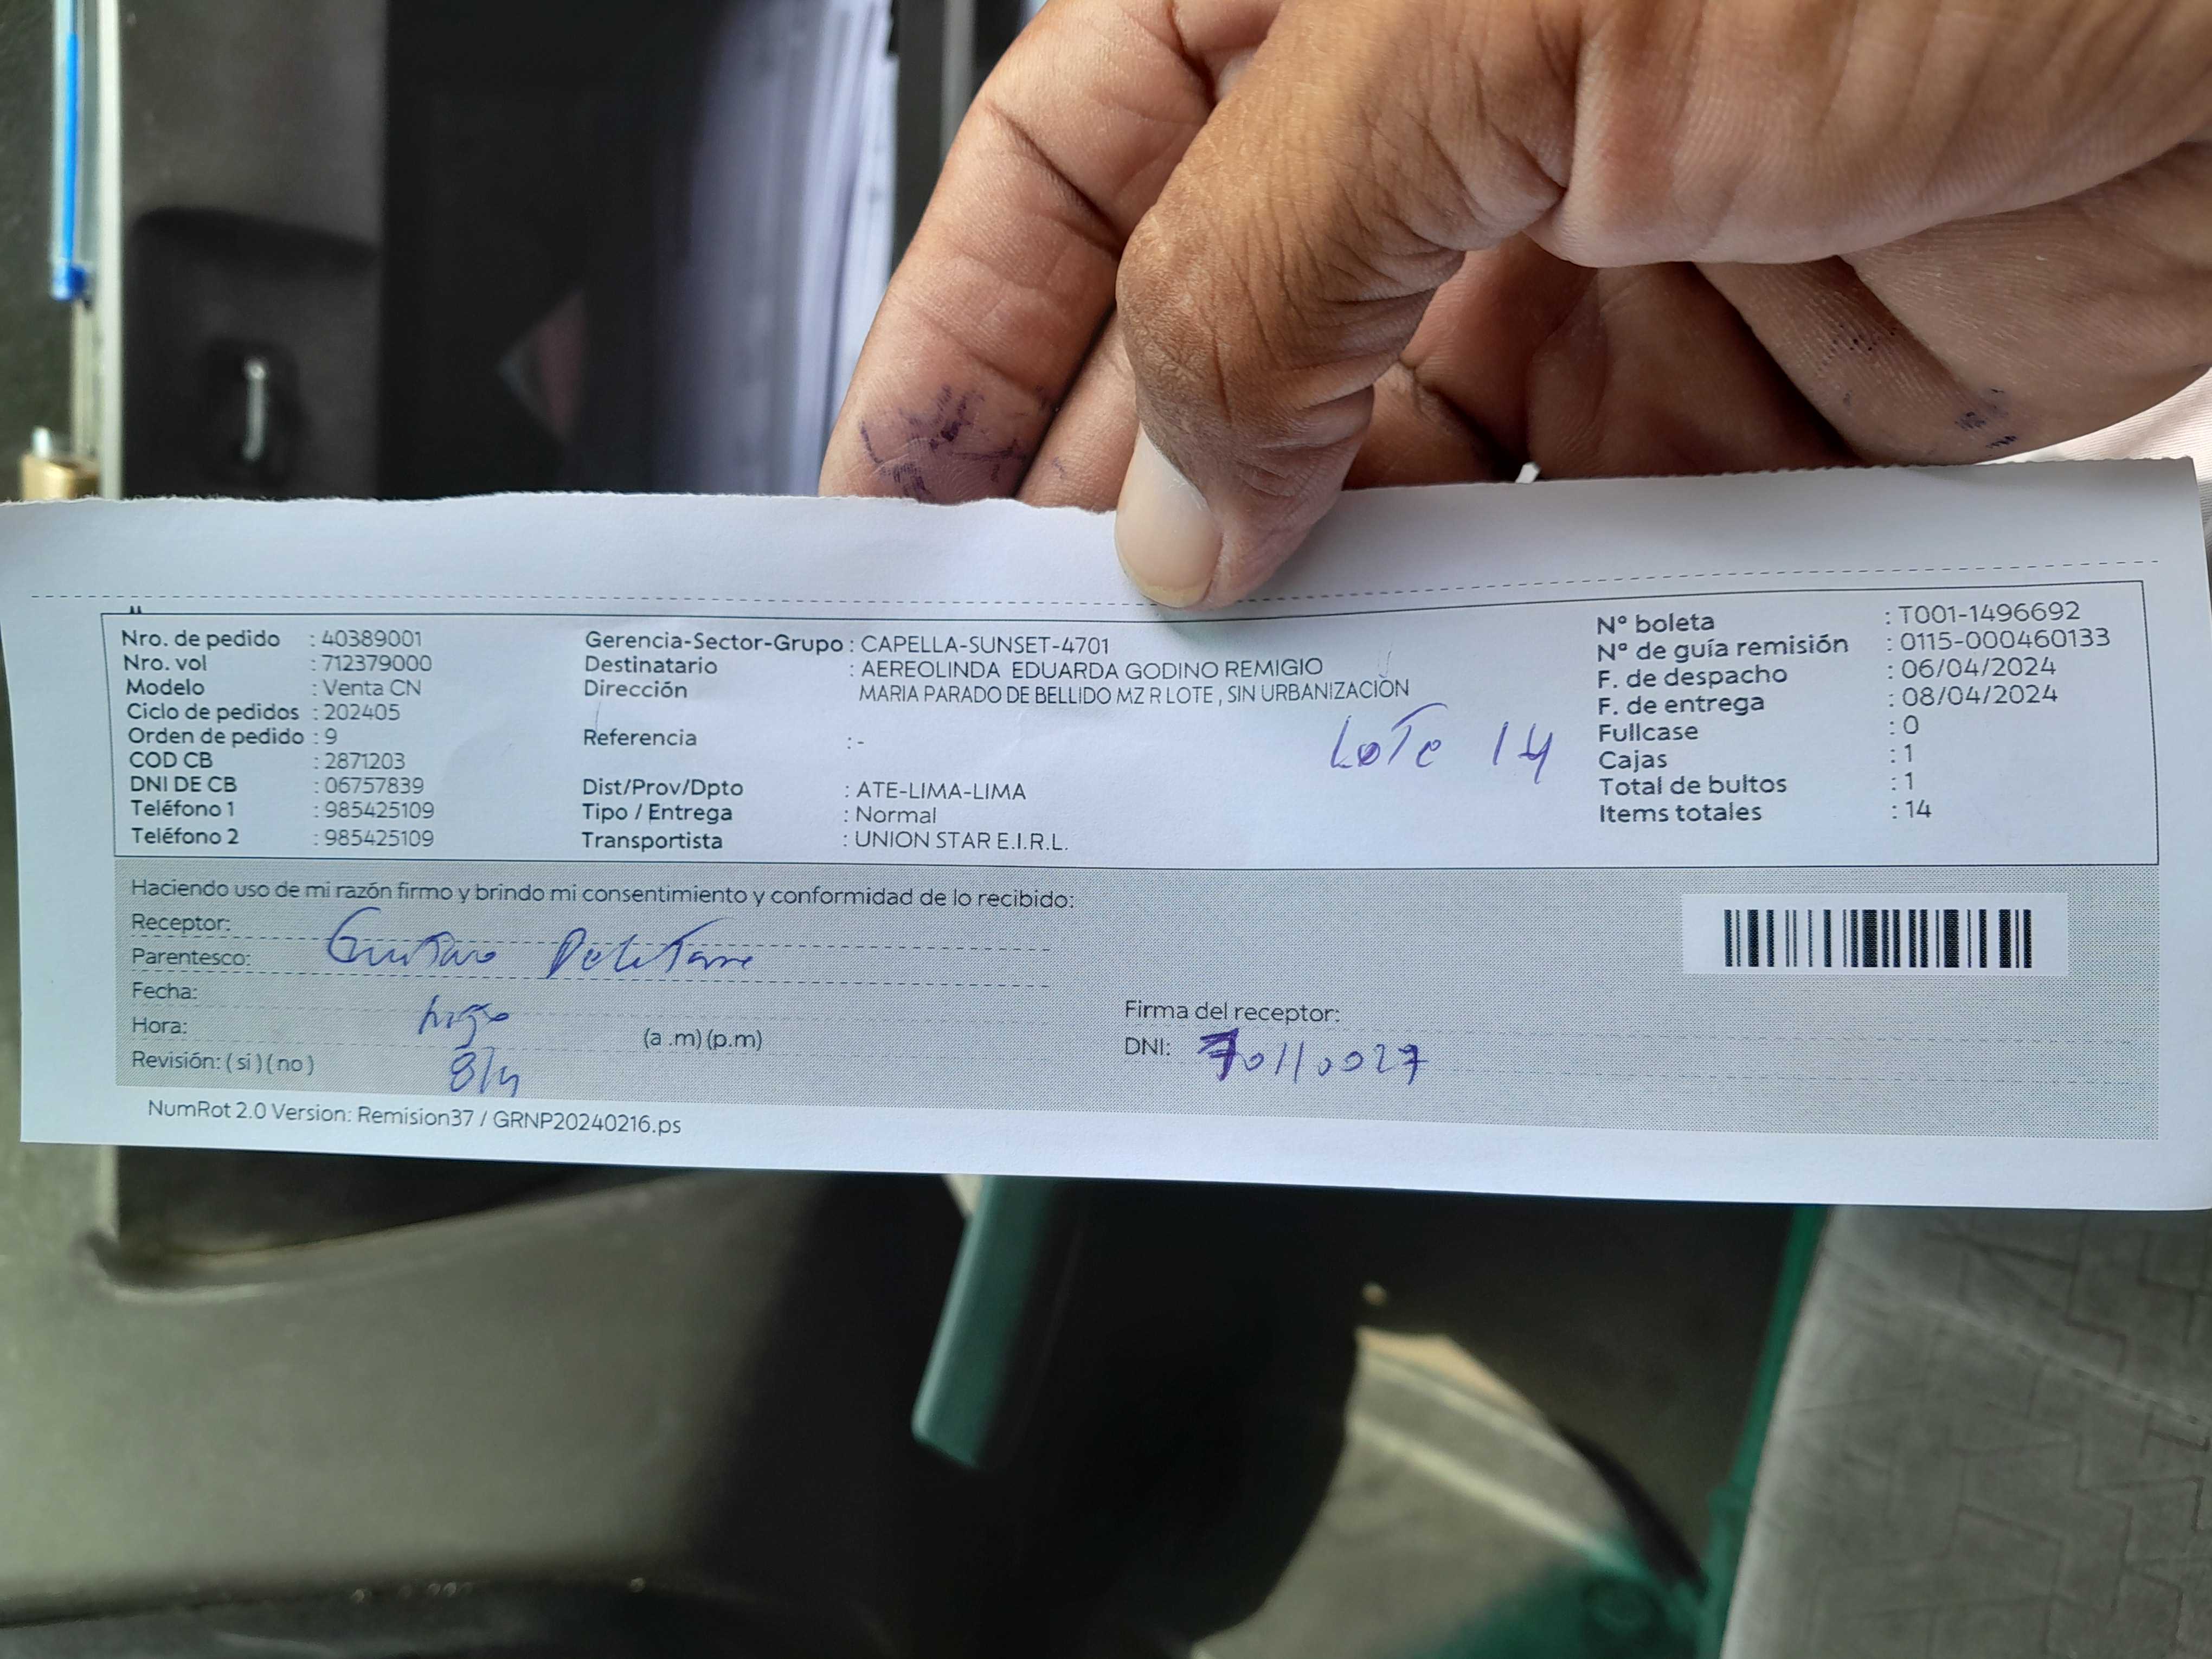 Nro. de pedido : 40389001
Nro. vol : 712379000
Modelo : Venta CN
Ciclo de pedidos : 202405
Orden de pedido : 9
COD CB : 2871203
DNI DE CB : 06757839
Teléfono 1 : 985425109
Teléfono 2 : 985425109
Gerencia-Sector-Grupo : CAPELLA-SUNSET-4701
Destinatario : AEREOLINDA EDUARDA GODINO REMIGIO
Dirección MARIA PARADO DE BELLIDO MZ R LOTE , SIN URBANIZACIÓN
Referencia : -
LoTe 14
Dist/Prov/Dpto : ATE-LIMA-LIMA
Tipo / Entrega : Normal
Transportista : UNION STAR E.I.R.L.
N° boleta : T001-1496692
N° de guía remisión : 0115-000460133
F. de despacho : 06/04/2024
F. de entrega : 08/04/2024
Fullcase : 0
Cajas : 1
Total de bultos : 1
Items totales : 14
Haciendo uso de mi razón firmo y brindo mi consentimiento y conformidad de lo recibido:
Receptor: Gustavo
Parentesco:
Fecha: hijo
Hora: (a .m) (p.m)
Revisión: ( si ) ( no ) 8/4
Firma del receptor:
DNI: 70110027
NumRot 2.0 Version: Remision37 / GRNP20240216.ps